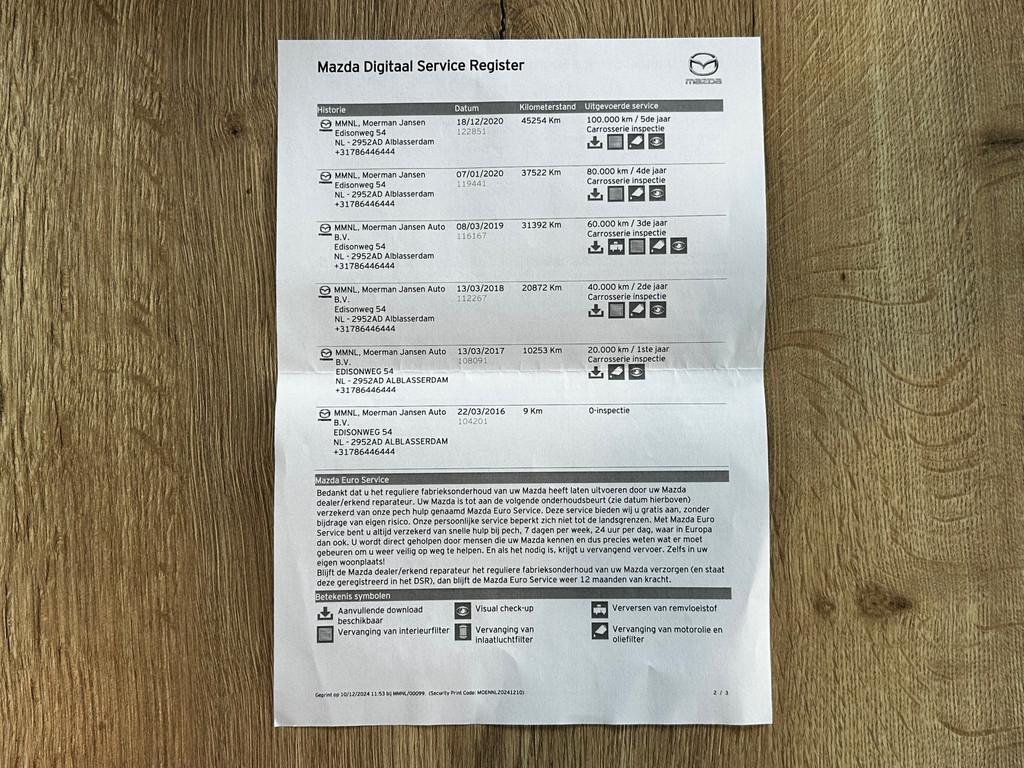 Mazda Digitaal Service Register
mazda
Historie Datum Kilometerstand Uitgevoerde service
MMNL, Moerman Jansen 18/12/2020 45254 Km 100.000 km / 5de jaar
Edisonweg 54 122851 Carrosserie inspectie
NL - 2952AD Alblasserdam
+31786446444
MMNL, Moerman Jansen 07/01/2020 37522 Km 80.000 km / 4de jaar
Edisonweg 54 119441 Carrosserie inspectie
NL - 2952AD Alblasserdam
+31786446444
MMNL, Moerman Jansen Auto 08/03/2019 31392 Km 60.000 km / 3de jaar
B.V. 116167 Carrosserie inspectie
Edisonweg 54
NL - 2952AD Alblasserdam
+31786446444
MMNL, Moerman Jansen Auto 13/03/2018 20872 Km 40.000 km / 2de jaar
B.V. 112267 Carrosserie inspectie
Edisonweg 54
NL - 2952AD Alblasserdam
+31786446444
MMNL, Moerman Jansen Auto 13/03/2017 10253 Km 20.000 km / 1ste jaar
B.V. 108091 Carrosserie inspectie
EDISONWEG 54
NL - 2952AD ALBLASSERDAM
+31786446444
MMNL, Moerman Jansen Auto 22/03/2016 9 Km 0-inspectie
B.V. 104201
EDISONWEG 54
NL - 2952AD ALBLASSERDAM
+31786446444
Mazda Euro Service
Bedankt dat u het reguliere fabrieksonderhoud van uw Mazda heeft laten uitvoeren door uw Mazda
dealer/erkend reparateur. Uw Mazda is tot aan de volgende onderhoudsbeurt (zie datum hierboven)
verzekerd van onze pech hulp genaamd Mazda Euro Service. Deze service bieden wij u gratis aan, zonder
bijdrage van eigen risico. Onze persoonlijke service beperkt zich niet tot de landsgrenzen. Met Mazda Euro
Service bent u altijd verzekerd van snelle hulp bij pech, 7 dagen per week, 24 uur per dag, waar in Europa
dan ook. U wordt direct geholpen door mensen die uw Mazda kennen en dus precies weten wat er moet
gebeuren om u weer veilig op weg te helpen. En als het nodig is, krijgt u vervangend vervoer. Zelfs in uw
eigen woonplaats!
Blijft de Mazda dealer/erkend reparateur het reguliere fabrieksonderhoud van uw Mazda verzorgen (en staat
deze geregistreerd in het DSR), dan blijft de Mazda Euro Service weer 12 maanden van kracht.
Betekenis symbolen
Aanvullende download Visual check-up Verversen van remvloeistof
beschikbaar
Vervanging van interieurfilter Vervanging van Vervanging van motorolie en
inlaatluchtfilter oliefilter
Geprint op 10/12/2024 11:53 bij MMNL/00099. (Security Print Code: MOENNL20241210) 2 / 3